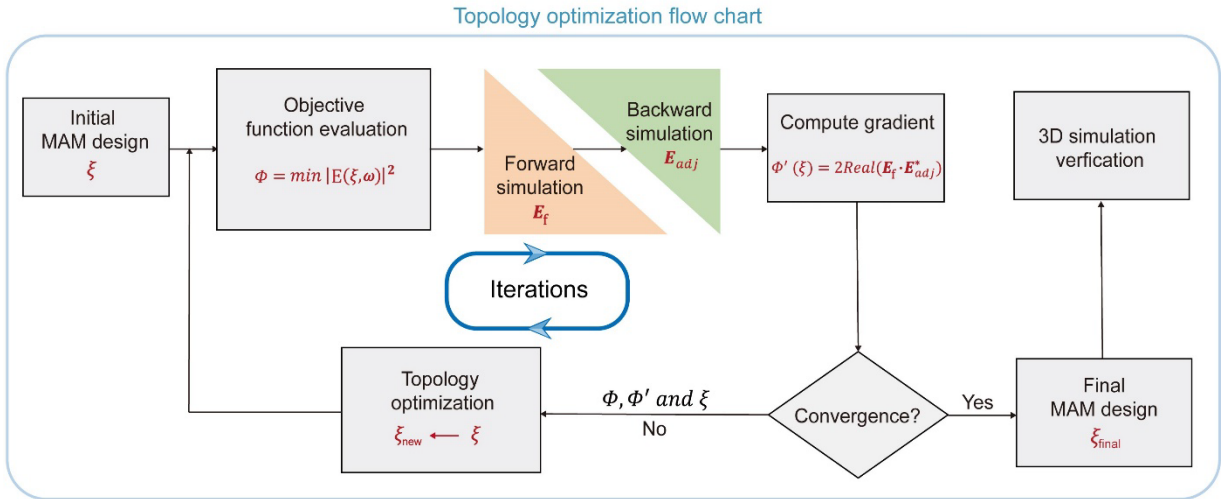 Topology optimization flow chart
Initial
MAM design
ξ
Objective
function evaluation
Φ = min |E(ξ,ω)|²
Forward
simulation
E_f
Backward
simulation
E_adj
Compute gradient
Φ′ (ξ) = 2Real(E_f · E*_adj)
3D simulation
verfication
Iterations
Topology
optimization
ξ_new ← ξ
Φ, Φ′ and ξ
No
Convergence?
Yes
Final
MAM design
ξ_final